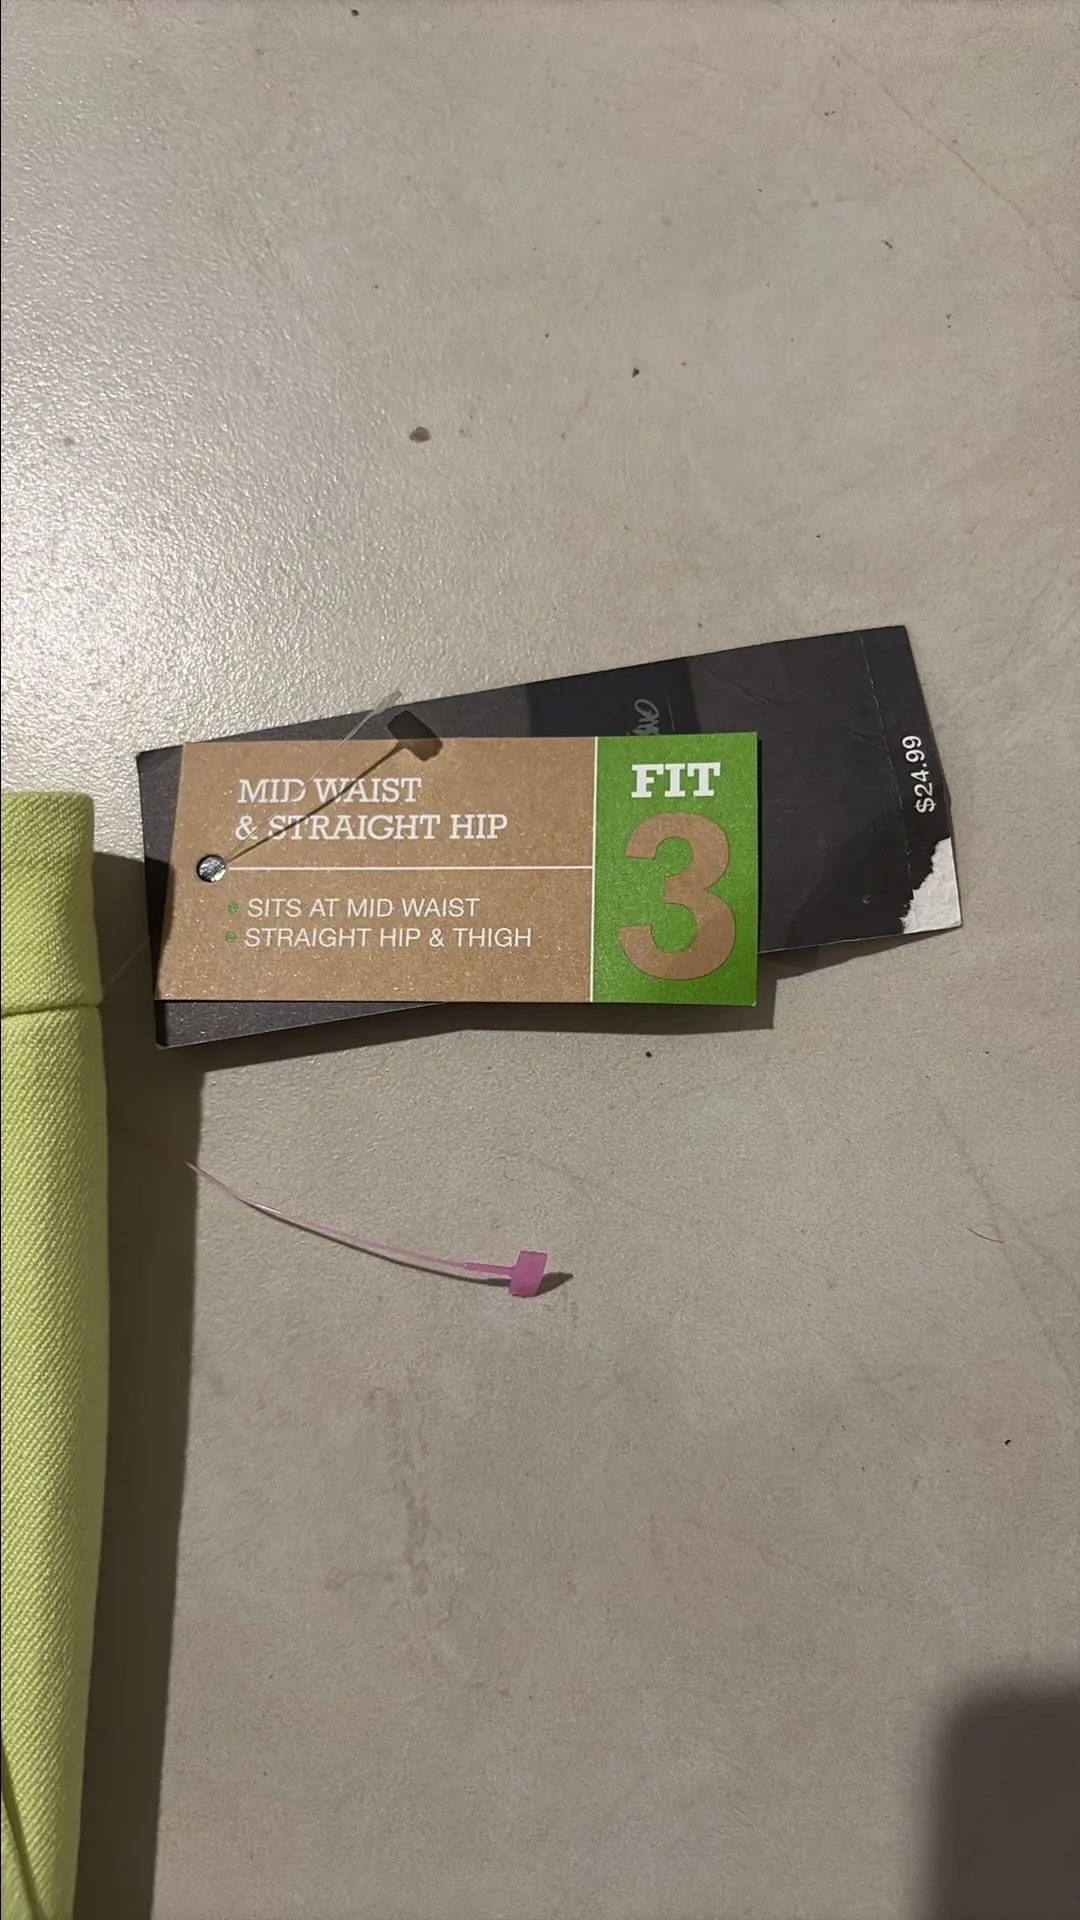 MID WAIST
& STRAIGHT HIP
SITS AT MID WAIST
STRAIGHT HIP & THIGH
FIT
3
$24.99